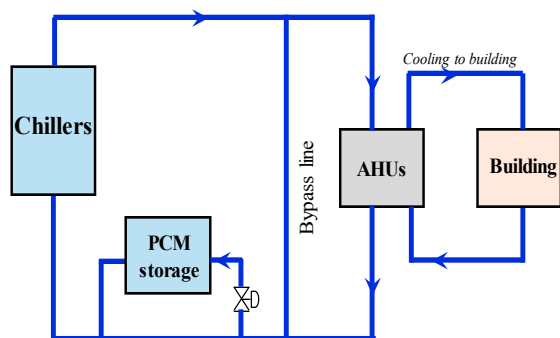 Cooling to building
Chillers
Bypass line
AHUs
Building
PCM
storage